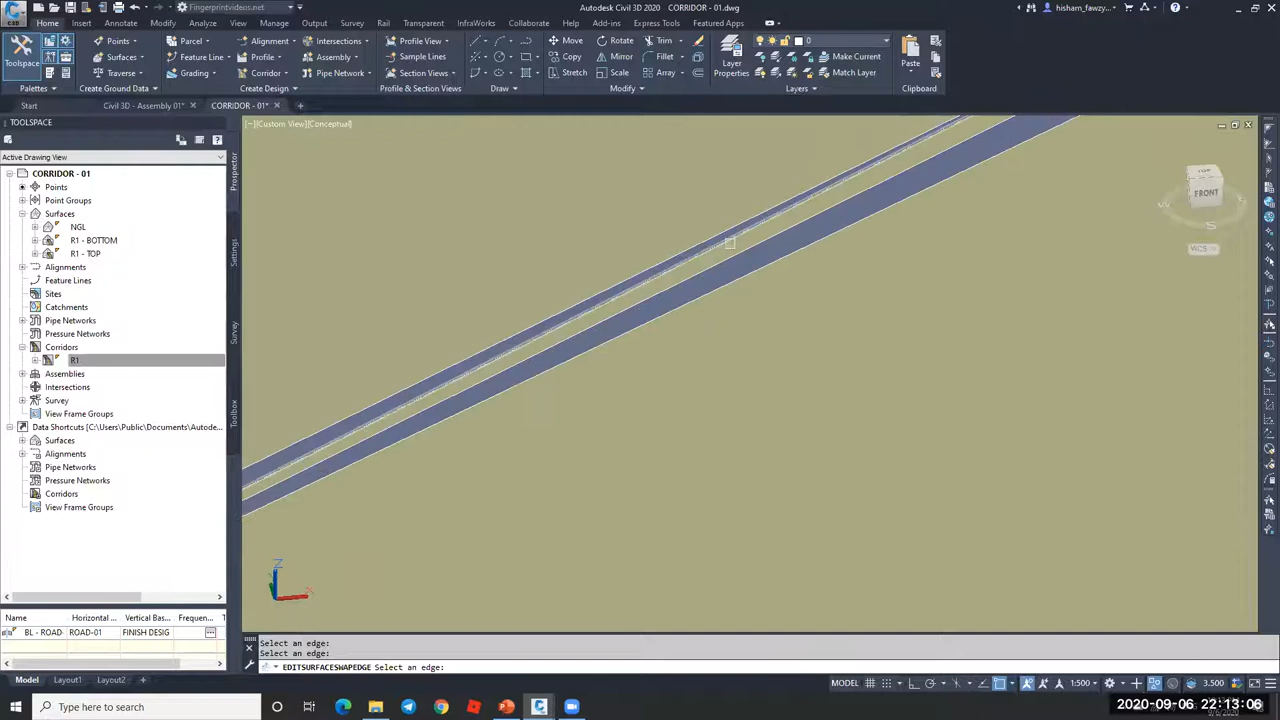 C3D
Fingerprintvideos.net
Autodesk Civil 3D 2020 CORRIDOR - 01.dwg
hisham_fawzy...
Home Insert Annotate Modify Analyze View Manage Output Survey Rail Transparent InfraWorks Collaborate Help Add-ins Express Tools Featured Apps
Toolspace
Points
Surfaces
Traverse
Parcel
Feature Line
Grading
Alignment
Profile
Corridor
Intersections
Assembly
Pipe Network
Profile View
Sample Lines
Section Views
Move
Copy
Stretch
Rotate
Mirror
Scale
Trim
Fillet
Array
Layer
Properties
0
Make Current
Match Layer
Paste
Palettes
Create Ground Data
Create Design
Profile & Section Views
Draw
Modify
Layers
Clipboard
Start Civil 3D - Assembly 01* CORRIDOR - 01*
TOOLSPACE
Active Drawing View
CORRIDOR - 01
Points
Point Groups
Surfaces
NGL
R1 - BOTTOM
R1 - TOP
Alignments
Feature Lines
Sites
Catchments
Pipe Networks
Pressure Networks
Corridors
R1
Assemblies
Intersections
Survey
View Frame Groups
Data Shortcuts [C:\Users\Public\Documents\Autode...
Surfaces
Alignments
Pipe Networks
Pressure Networks
Corridors
View Frame Groups
Prospector
Settings
Survey
Toolbox
Name Horizontal ... Vertical Bas... Frequen...
BL - ROAD ROAD-01 FINISH DESIG
[−][Custom View][Conceptual]
TOP
FRONT
W
S
WCS
Z
X
Select an edge:
Select an edge:
EDITSURFACESWAPEDGE Select an edge:
Model Layout1 Layout2
MODEL
1:500
3.500
Type here to search
2020-09-06 22:13:06